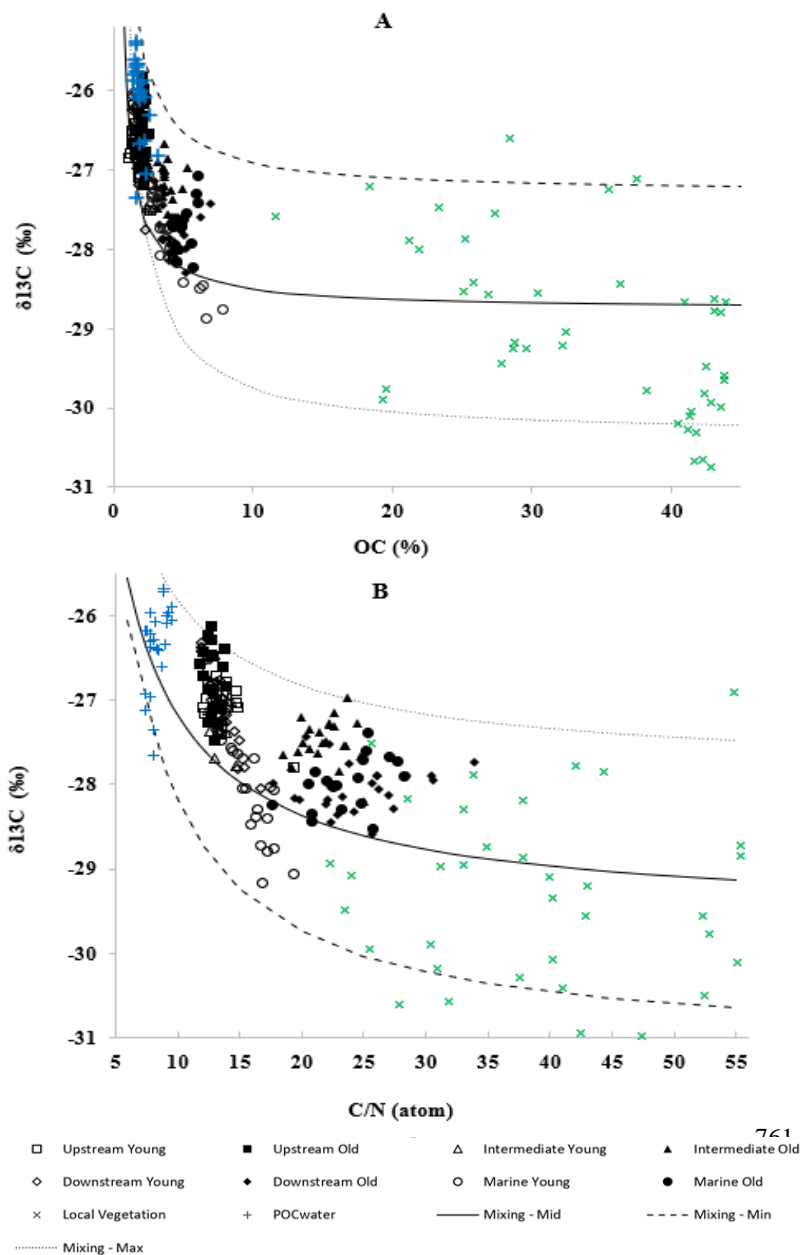 A
-26
-27
-28
-29
-30
-31
δ13C (‰)
0 10 20 30 40
OC (%)
B
-26
-27
-28
-29
-30
-31
δ13C (‰)
5 10 15 20 25 30 35 40 45 50 55
C/N (atom)
761
Upstream Young Upstream Old Intermediate Young Intermediate Old
Downstream Young Downstream Old Marine Young Marine Old
Local Vegetation POCwater Mixing - Mid Mixing - Min
Mixing - Max